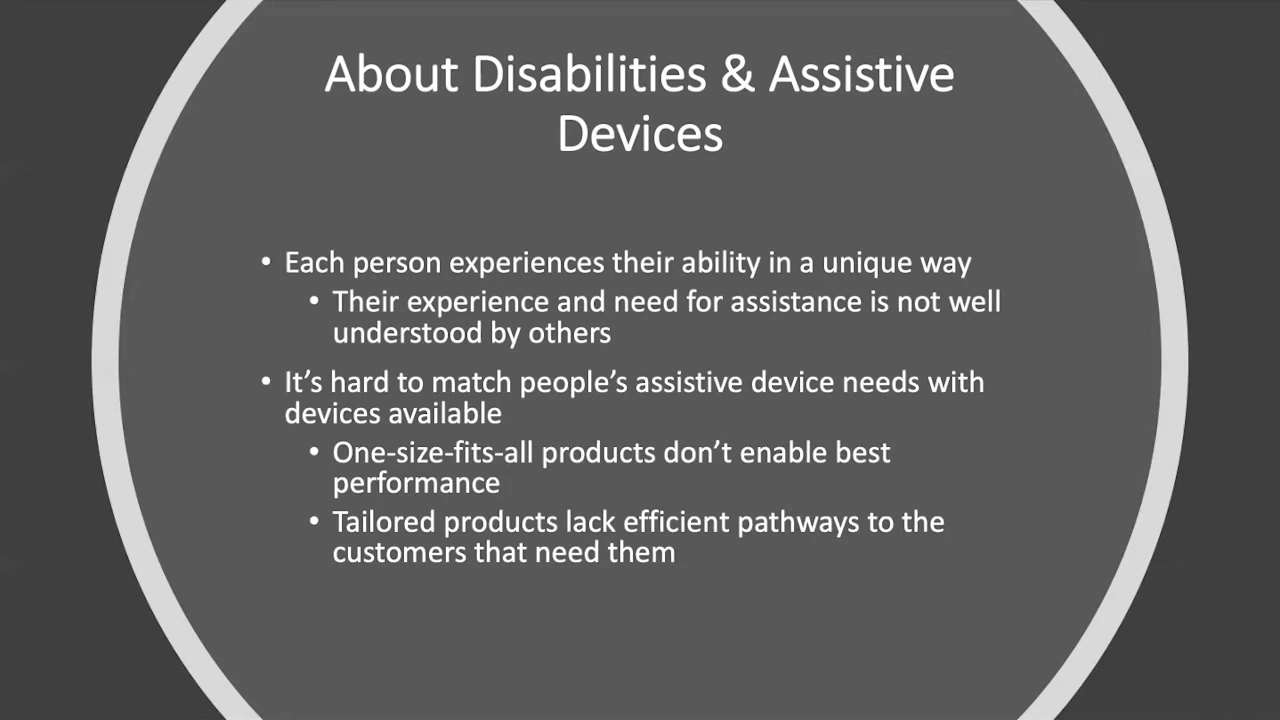 About Disabilities & Assistive
Devices
• Each person experiences their ability in a unique way
• Their experience and need for assistance is not well
understood by others
• It’s hard to match people’s assistive device needs with
devices available
• One-size-fits-all products don’t enable best
performance
• Tailored products lack efficient pathways to the
customers that need them